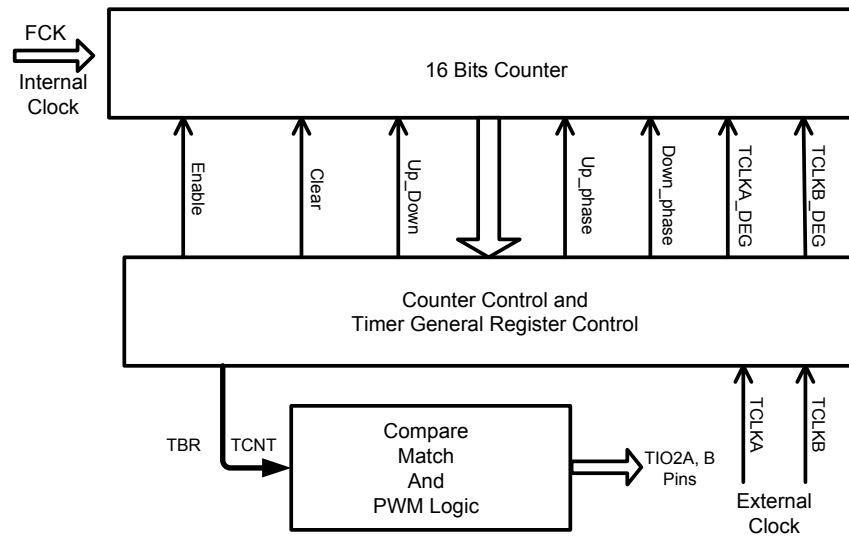 FCK
Internal
Clock
16 Bits Counter
Enable
Clear
Up_Down
Up_phase
Down_phase
TCLKA_DEG
TCLKB_DEG
Counter Control and
Timer General Register Control
TBR
TCNT
Compare
Match
And
PWM Logic
TIO2A, B
Pins
TCLKA
TCLKB
External
Clock